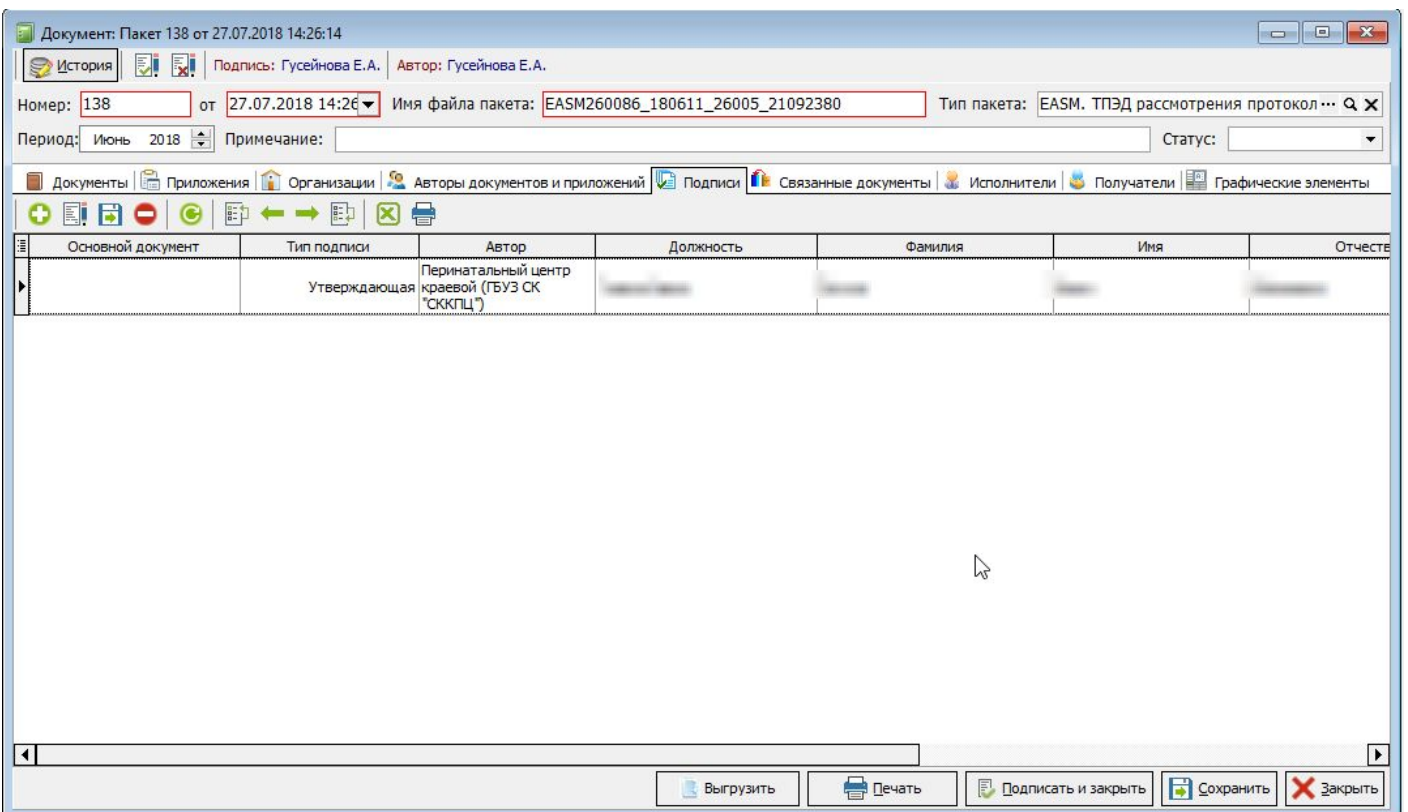 Документ: Пакет 138 от 27.07.2018 14:26:14
История Подпись: Гусейнова Е.А. Автор: Гусейнова Е.А.
Номер: 138 от 27.07.2018 14:26 Имя файла пакета: EASM260086_180611_26005_21092380 Тип пакета: EASM. ТПЭД рассмотрения протокол ...
Период: Июнь 2018 Примечание: Статус:
Документы Приложения Организации Авторы документов и приложений Подписи Связанные документы Исполнители Получатели Графические элементы
Основной документ Тип подписи Автор Должность Фамилия Имя Отчеств
Утверждающая Перинатальный центр
краевой (ГБУЗ СК
"СККПЦ")
Выгрузить Печать Подписать и закрыть Сохранить Закрыть